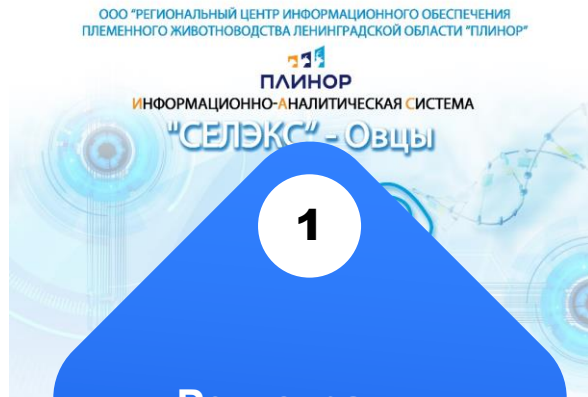 ООО "РЕГИОНАЛЬНЫЙ ЦЕНТР ИНФОРМАЦИОННОГО ОБЕСПЕЧЕНИЯ
ПЛЕМЕННОГО ЖИВОТНОВОДСТВА ЛЕНИНГРАДСКОЙ ОБЛАСТИ "ПЛИНОР"
ПЛИНОР
ИНФОРМАЦИОННО-АНАЛИТИЧЕСКАЯ СИСТЕМА
"СЕЛЭКС" - Овцы
1